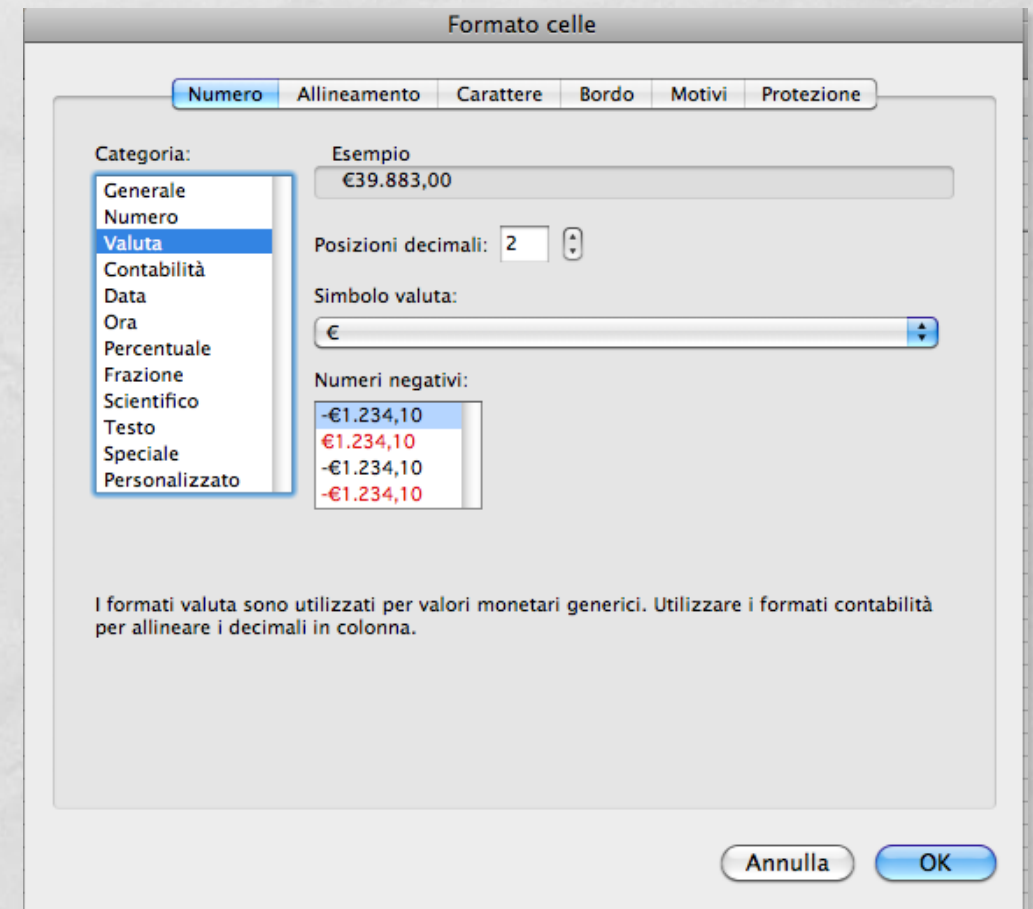 Formato celle
Numero Allineamento Carattere Bordo Motivi Protezione
Categoria:
Generale
Numero
Valuta
Contabilità
Data
Ora
Percentuale
Frazione
Scientifico
Testo
Speciale
Personalizzato
Esempio
€39.883,00
Posizioni decimali: 2
Simbolo valuta:
€
Numeri negativi:
-€1.234,10
€1.234,10
-€1.234,10
-€1.234,10
I formati valuta sono utilizzati per valori monetari generici. Utilizzare i formati contabilità
per allineare i decimali in colonna.
Annulla OK